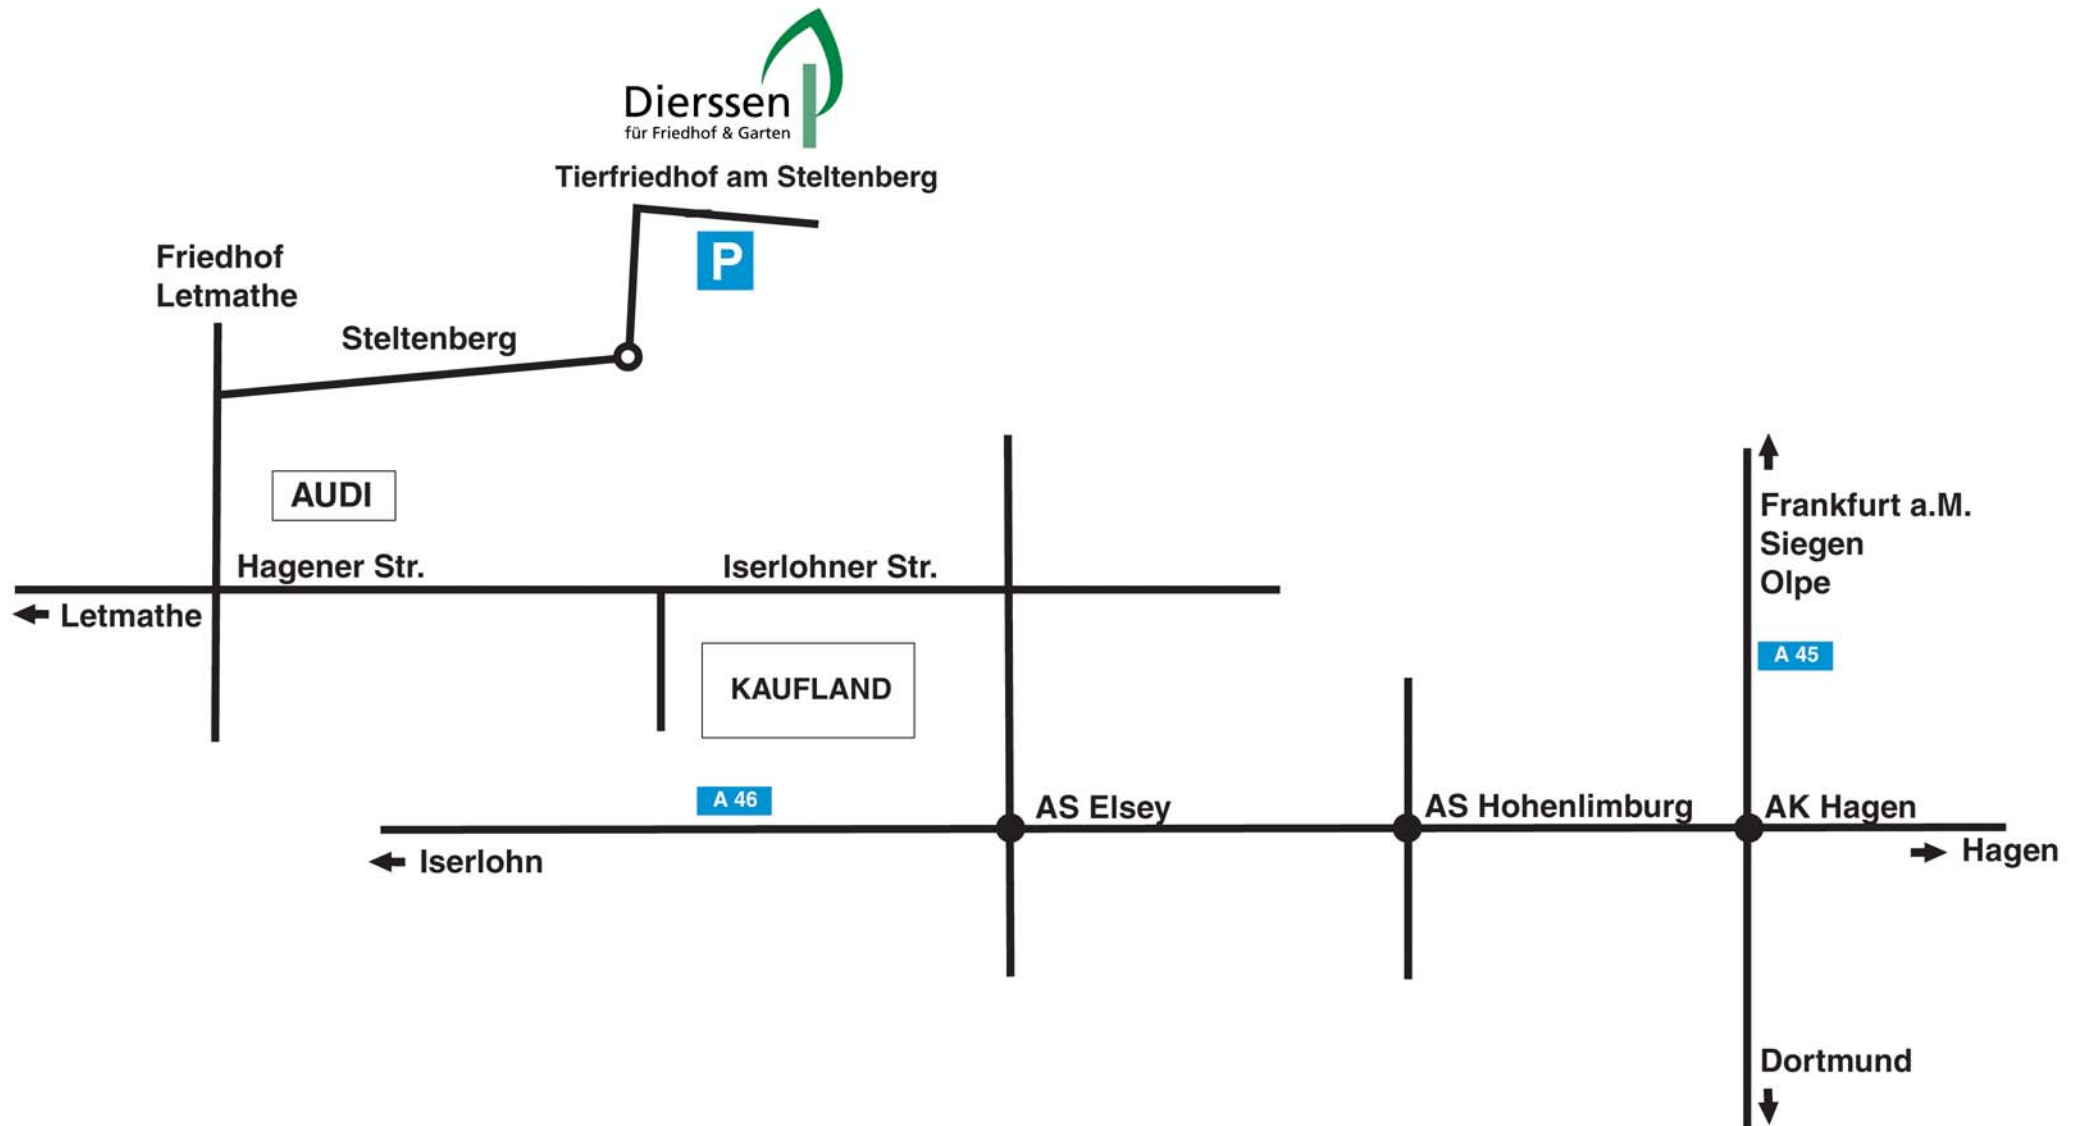 Dierssen
für Friedhof & Garten
Tierfriedhof am Steltenberg
P
Friedhof
Letmathe
Steltenberg
AUDI
Hagener Str.
Iserlohner Str.
Letmathe
KAUFLAND
Frankfurt a.M.
Siegen
Olpe
A 45
A 46
AS Elsey
AS Hohenlimburg
AK Hagen
Iserlohn
Hagen
Dortmund